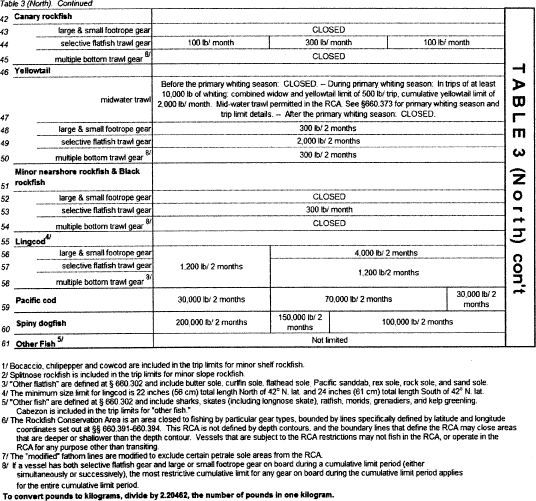 Table 3 (North). Continued
42 Canary rockfish
43 large & small footrope gear CLOSED
44 selective flatfish trawl gear 100 lb/ month 300 lb/ month 100 lb/ month
45 multiple bottom trawl gear 8/ CLOSED
46 Yellowtail
47 midwater trawl Before the primary whiting season: CLOSED. -- During primary whiting season: In trips of at least
10,000 lb of whiting: combined widow and yellowtail limit of 500 lb/ trip, cumulative yellowtail limit of
2,000 lb/ month. Mid-water trawl permitted in the RCA. See §660.373 for primary whiting season and
trip limit details. -- After the primary whiting season: CLOSED.
48 large & small footrope gear 300 lb/ 2 months
49 selective flatfish trawl gear 2,000 lb/ 2 months
50 multiple bottom trawl gear 8/ 300 lb/ 2 months
51 Minor nearshore rockfish & Black
rockfish
52 large & small footrope gear CLOSED
53 selective flatfish trawl gear 300 lb/ month
54 multiple bottom trawl gear 8/ CLOSED
55 Lingcod 4/
56 large & small footrope gear 4,000 lb/ 2 months
57 selective flatfish trawl gear 1,200 lb/ 2 months 1,200 lb/ 2 months
58 multiple bottom trawl gear 8/
59 Pacific cod 30,000 lb/ 2 months 70,000 lb/ 2 months 30,000 lb/ 2
months
60 Spiny dogfish 200,000 lb/ 2 months 150,000 lb/ 2
months 100,000 lb/ 2 months
61 Other Fish 5/ Not limited
TABLE 3 (North) con't
1/ Bocaccio, chilipepper and cowcod are included in the trip limits for minor shelf rockfish.
2/ Splitnose rockfish is included in the trip limits for minor slope rockfish.
3/ "Other flatfish" are defined at § 660.302 and include butter sole, curlfin sole, flathead sole, Pacific sanddab, rex sole, rock sole, and sand sole.
4/ The minimum size limit for lingcod is 22 inches (56 cm) total length North of 42° N. lat. and 24 inches (61 cm) total length South of 42° N. lat.
5/ "Other fish" are defined at § 660.302 and include sharks, skates (including longnose skate), ratfish, morids, grenadiers, and kelp greenling.
Cabezon is included in the trip limits for "other fish."
6/ The Rockfish Conservation Area is an area closed to fishing by particular gear types, bounded by lines specifically defined by latitude and longitude
coordinates set out at §§ 660.391-660.394. This RCA is not defined by depth contours, and the boundary lines that define the RCA may close areas
that are deeper or shallower than the depth contour. Vessels that are subject to the RCA restrictions may not fish in the RCA, or operate in the
RCA for any purpose other than transiting.
7/ The "modified" fathom lines are modified to exclude certain petrale sole areas from the RCA.
8/ If a vessel has both selective flatfish gear and large or small footrope gear on board during a cumulative limit period (either
simultaneously or successively), the most restrictive cumulative limit for any gear on board during the cumulative limit period applies
for the entire cumulative limit period.
To convert pounds to kilograms, divide by 2.20462, the number of pounds in one kilogram.